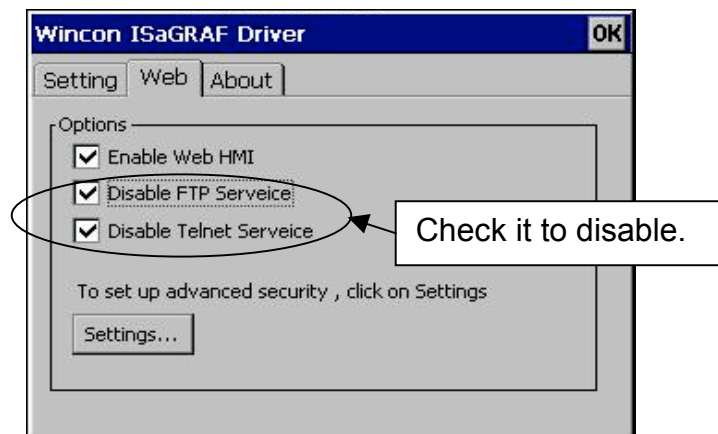 Wincon ISaGRAF Driver OK
Setting Web About
Options
Enable Web HMI
Disable FTP Serveice
Disable Telnet Serveice
Check it to disable.
To set up advanced security , click on Settings
Settings...